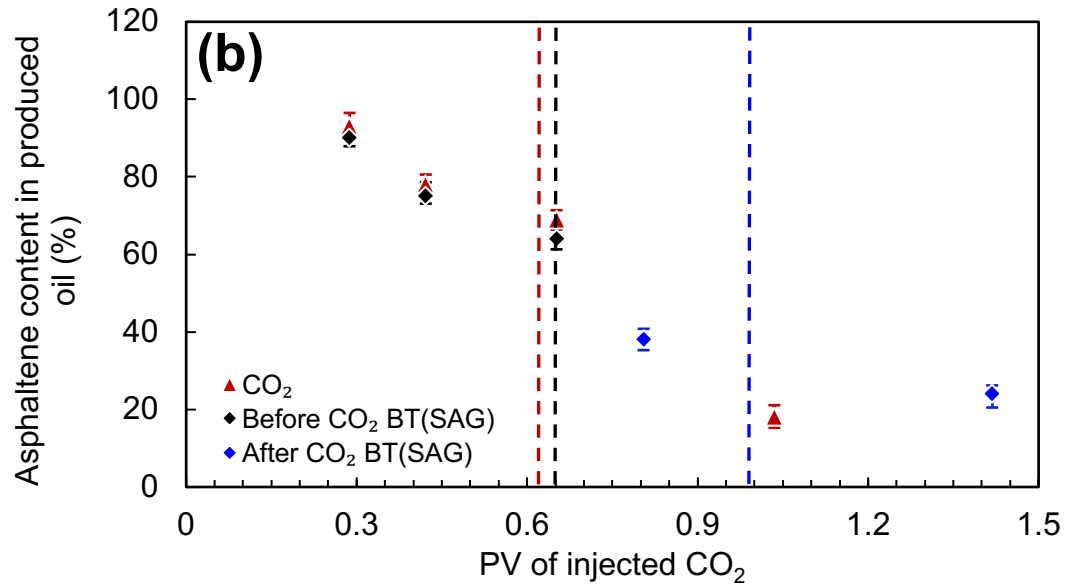 (b)
Asphaltene content in produced
oil (%)
120
100
80
60
40
20
0
CO₂
Before CO₂ BT(SAG)
After CO₂ BT(SAG)
0 0.3 0.6 0.9 1.2 1.5
PV of injected CO₂